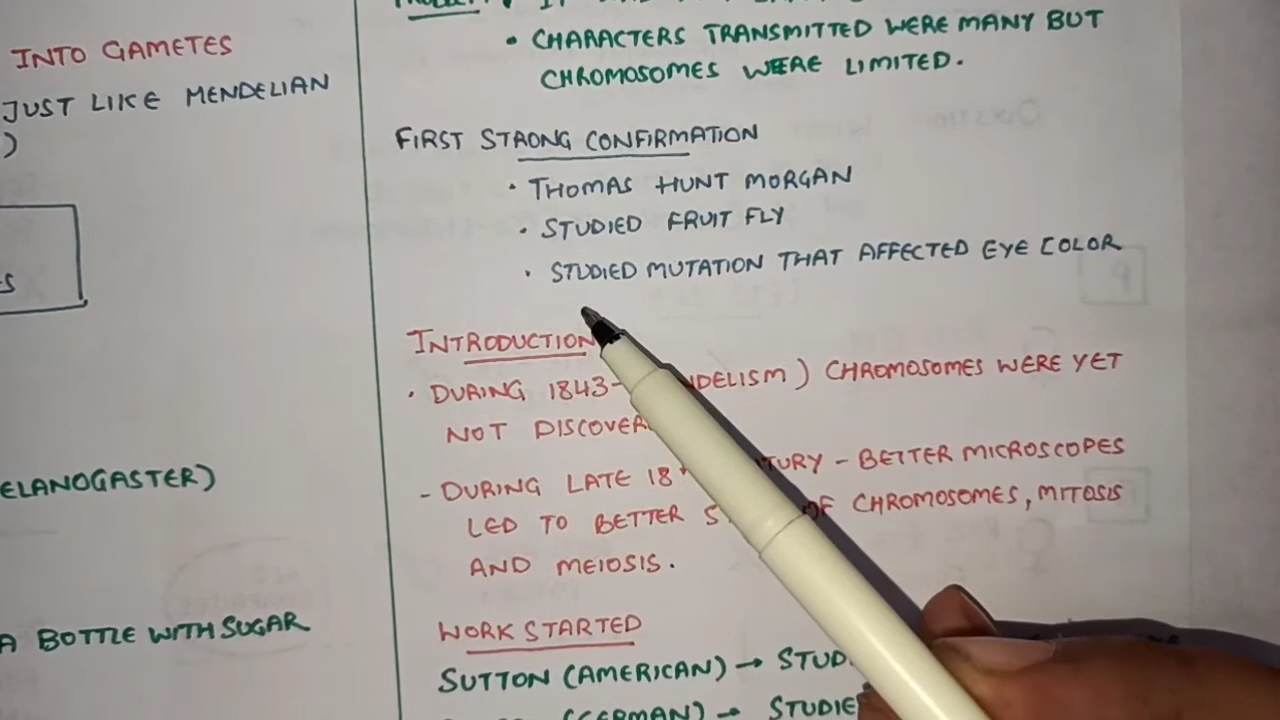 INTO GAMETES
JUST LIKE MENDELIAN
)
S
ELANOGASTER)
A BOTTLE WITH SUGAR
• CHARACTERS TRANSMITTED WERE MANY BUT
CHROMOSOMES WERE LIMITED.
FIRST STRONG CONFIRMATION
• THOMAS HUNT MORGAN
• STUDIED FRUIT FLY
• STUDIED MUTATION THAT AFFECTED EYE COLOR
INTRODUCTION
• DURING 1843- NDELISM) CHROMOSOMES WERE YET
NOT DISCOVER
- DURING LATE 18 TURY - BETTER MICROSCOPES
LED TO BETTER S OF CHROMOSOMES, MITOSIS
AND MEIOSIS.
WORK STARTED
SUTTON (AMERICAN) → STUD
(GERMAN) → STUDIE